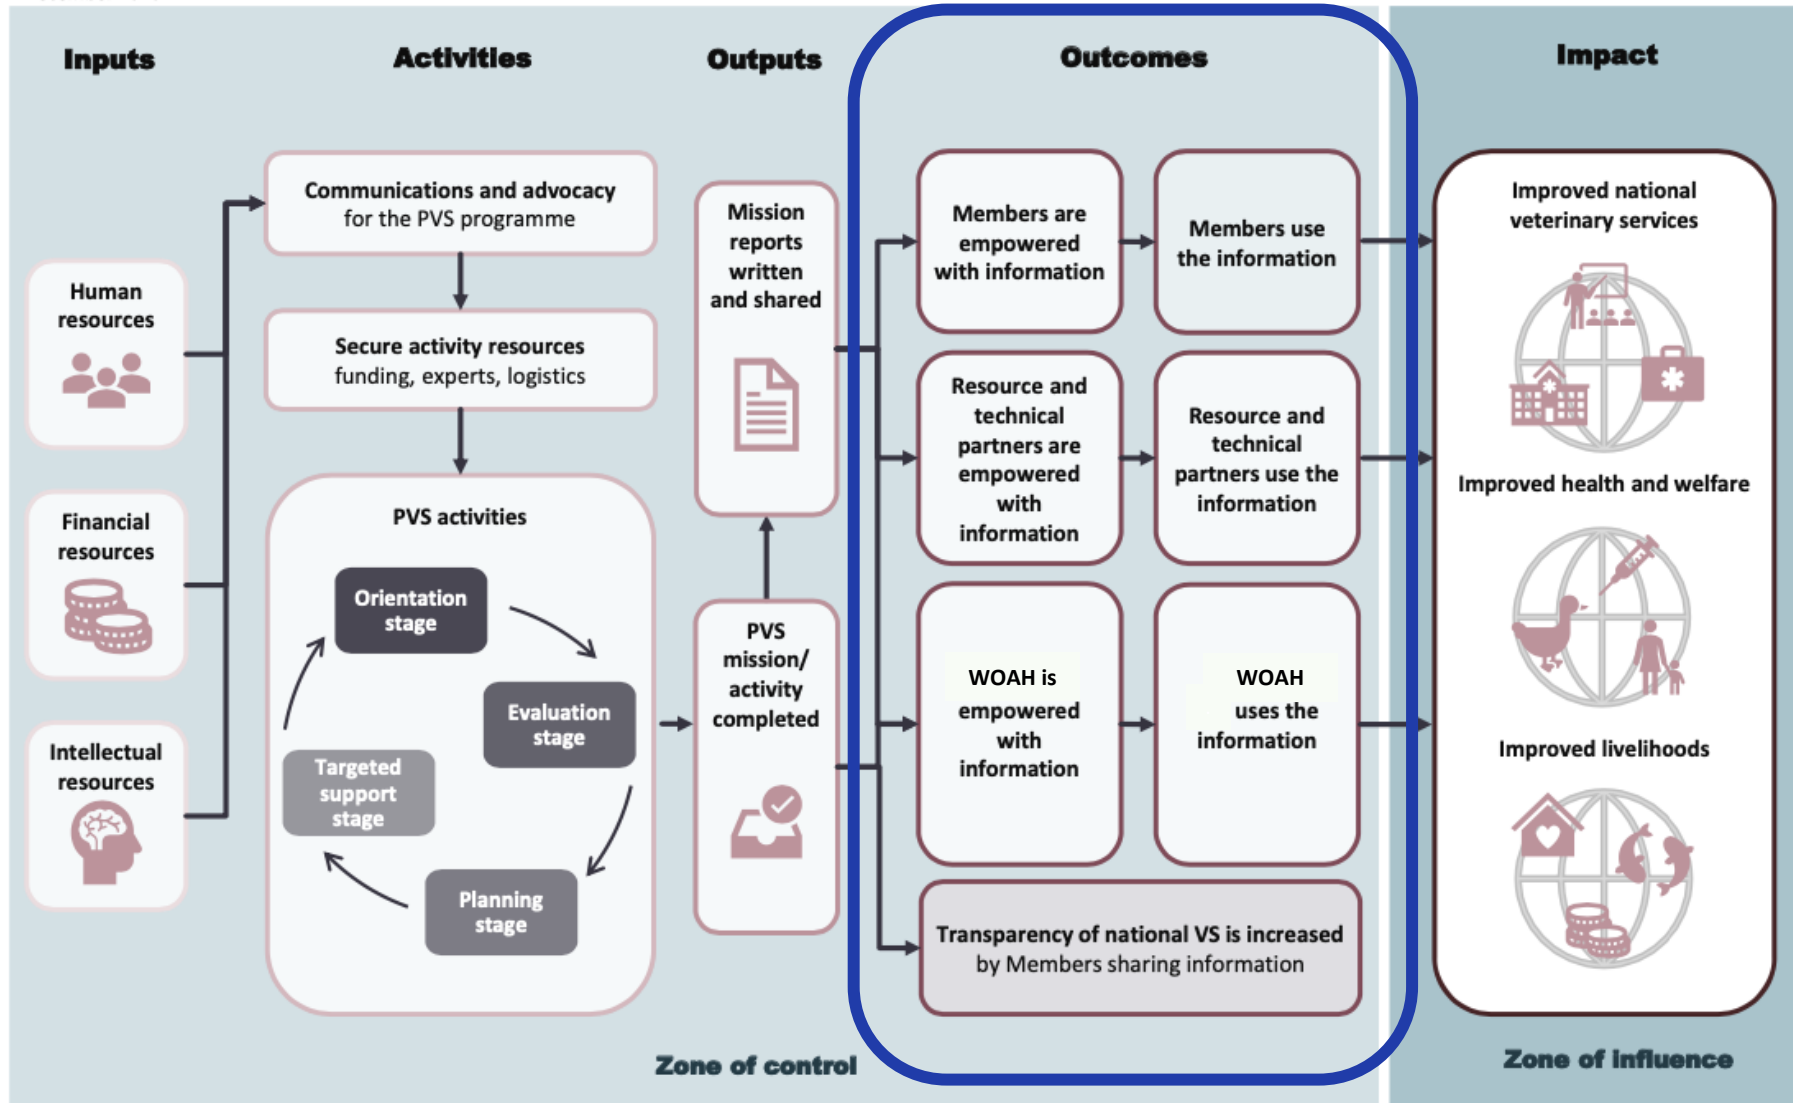 Inputs
Activities
Outputs
Outcomes
Impact
Human
resources
Financial
resources
Intellectual
resources
Communications and advocacy
for the PVS programme
Secure activity resources
funding, experts, logistics
PVS activities
Orientation
stage
Evaluation
stage
Planning
stage
Targeted
support
stage
Mission
reports
written
and shared
PVS
mission/
activity
completed
Members are
empowered
with information
Members use
the information
Resource and
technical
partners are
empowered
with
information
Resource and
technical
partners use the
information
WOAH is
empowered
with
information
WOAH
uses the
information
Transparency of national VS is increased
by Members sharing information
Improved national
veterinary services
Improved health and welfare
Improved livelihoods
Zone of control
Zone of influence